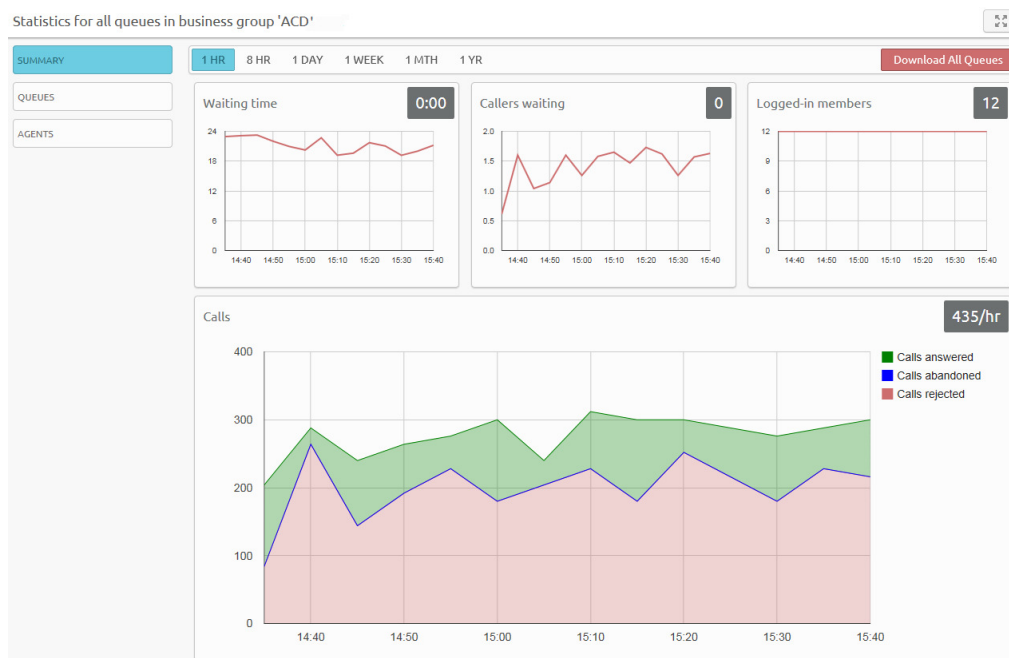 Statistics for all queues in business group 'ACD'
SUMMARY
QUEUES
AGENTS
1 HR 8 HR 1 DAY 1 WEEK 1 MTH 1 YR
Download All Queues
Waiting time 0:00
24
18
12
6
0
14:40 14:50 15:00 15:10 15:20 15:30 15:40
Callers waiting 0
2.0
1.5
1.0
0.5
0.0
14:40 14:50 15:00 15:10 15:20 15:30 15:40
Logged-in members 12
12
9
6
3
0
14:40 14:50 15:00 15:10 15:20 15:30 15:40
Calls 435/hr
400
300
200
100
0
14:40 14:50 15:00 15:10 15:20 15:30 15:40
Calls answered
Calls abandoned
Calls rejected